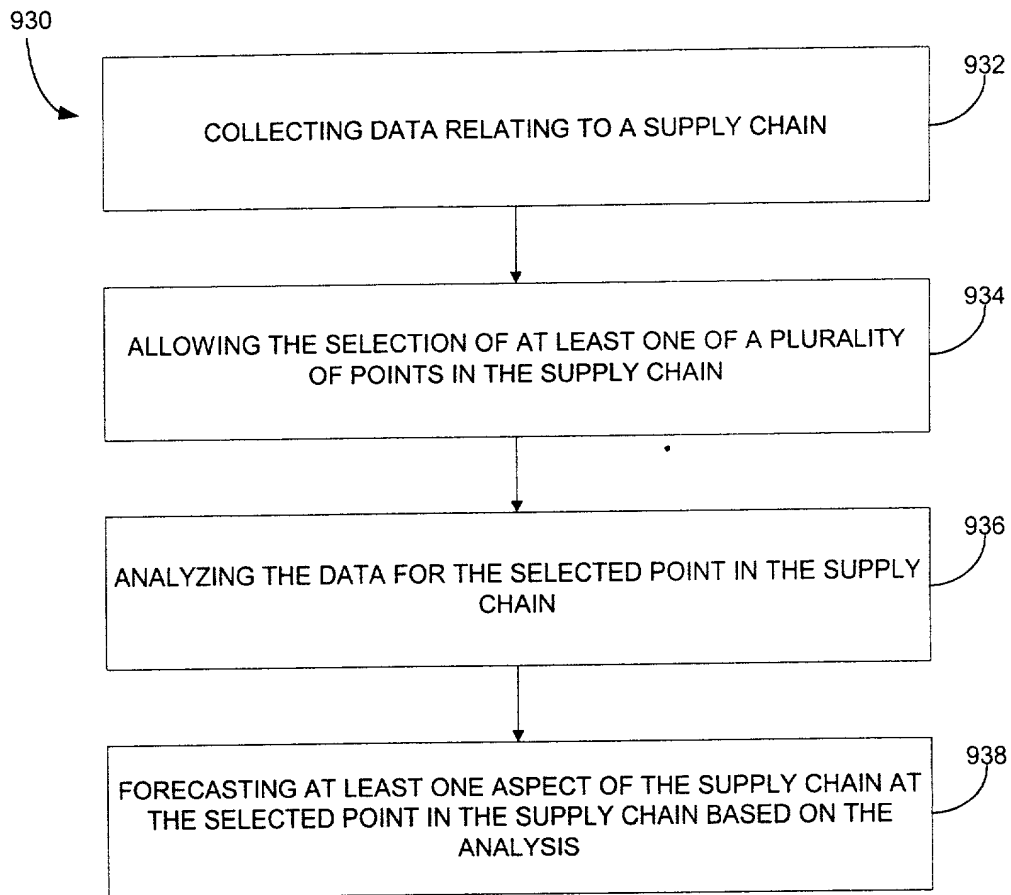 930
932
COLLECTING DATA RELATING TO A SUPPLY CHAIN
934
ALLOWING THE SELECTION OF AT LEAST ONE OF A PLURALITY
OF POINTS IN THE SUPPLY CHAIN
936
ANALYZING THE DATA FOR THE SELECTED POINT IN THE SUPPLY
CHAIN
938
FORECASTING AT LEAST ONE ASPECT OF THE SUPPLY CHAIN AT
THE SELECTED POINT IN THE SUPPLY CHAIN BASED ON THE
ANALYSIS